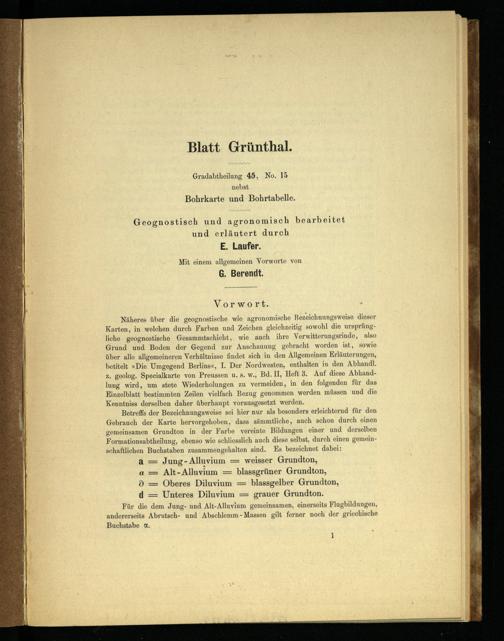 Blatt Grünthal.
Gradabtheilung 45, No. 15
nebst
Bohrkarte und Bohrtabelle.
Geognostisch und agronomisch bearbeitet
und erläutert durch
E. Laufer.
Mit einem allgemeinen Vorworte von
G. Berendt.
Vorwort.
Näheres über die geognostische wie agronomische Bezeichnungsweise dieser
Karten, in welchen durch Farben und Zeichen gleichzeitig sowohl die ursprüng-
liche geognostische Gesammtschicht, wie auch ihre Verwitterungsrinde, also
Grund und Boden der Gegend zur Anschauung gebracht worden ist, sowie
über alle allgemeineren Verhältnisse findet sich in den Allgemeinen Erläuterungen,
betitelt »Die Umgegend Berlins«, I. Der Nordwesten, enthalten in den Abhandl.
z. geolog. Specialkarte von Preussen u. s. w., Bd. II, Heft 3. Auf diese Abhand-
lung wird, um stete Wiederholungen zu vermeiden, in den folgenden für das
Einzelblatt bestimmten Zeilen vielfach Bezug genommen werden müssen und die
Kenntniss derselben daher überhaupt vorausgesetzt werden.
Betreffs der Bezeichnungsweise sei hier nur als besonders erleichternd für den
Gebrauch der Karte hervorgehoben, dass sämmtliche, auch schon durch einen
gemeinsamen Grundton in der Farbe vereinte Bildungen einer und derselben
Formationsabtheilung, ebenso wie schliesslich auch diese selbst, durch einen gemein-
schaftlichen Buchstaben zusammengehalten sind. Es bezeichnet dabei:
a = Jung-Alluvium = weisser Grundton,
a = Alt-Alluvium = blassgrüner Grundton,
∂ = Oberes Diluvium = blassgelber Grundton,
d = Unteres Diluvium = grauer Grundton.
Für die dem Jung- und Alt-Alluvium gemeinsamen, einerseits Flugbildungen,
andererseits Abrutsch- und Abschlemm-Massen gilt ferner noch der griechische
Buchstabe α.
1